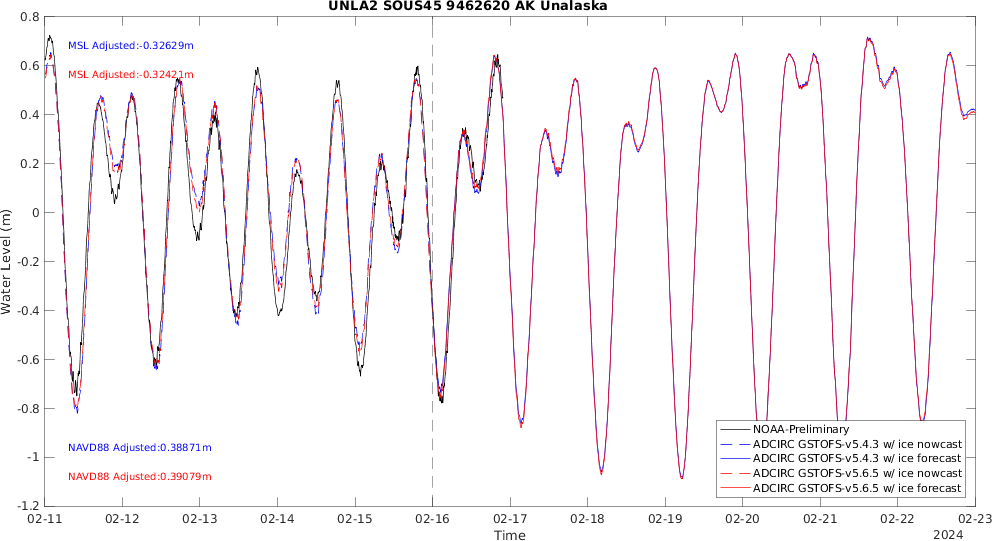 UNLA2 SOUS45 9462620 AK Unalaska
0.8
0.6
0.4
0.2
0
-0.2
-0.4
-0.6
-0.8
-1
-1.2
Water Level (m)
MSL Adjusted:-0.32629m
MSL Adjusted:-0.32421m
NAVD88 Adjusted:0.38871m
NAVD88 Adjusted:0.39079m
NOAA-Preliminary
ADCIRC GSTOFS-v5.4.3 w/ ice nowcast
ADCIRC GSTOFS-v5.4.3 w/ ice forecast
ADCIRC GSTOFS-v5.6.5 w/ ice nowcast
ADCIRC GSTOFS-v5.6.5 w/ ice forecast
02-11 02-12 02-13 02-14 02-15 02-16 02-17 02-18 02-19 02-20 02-21 02-22 02-23
Time
2024